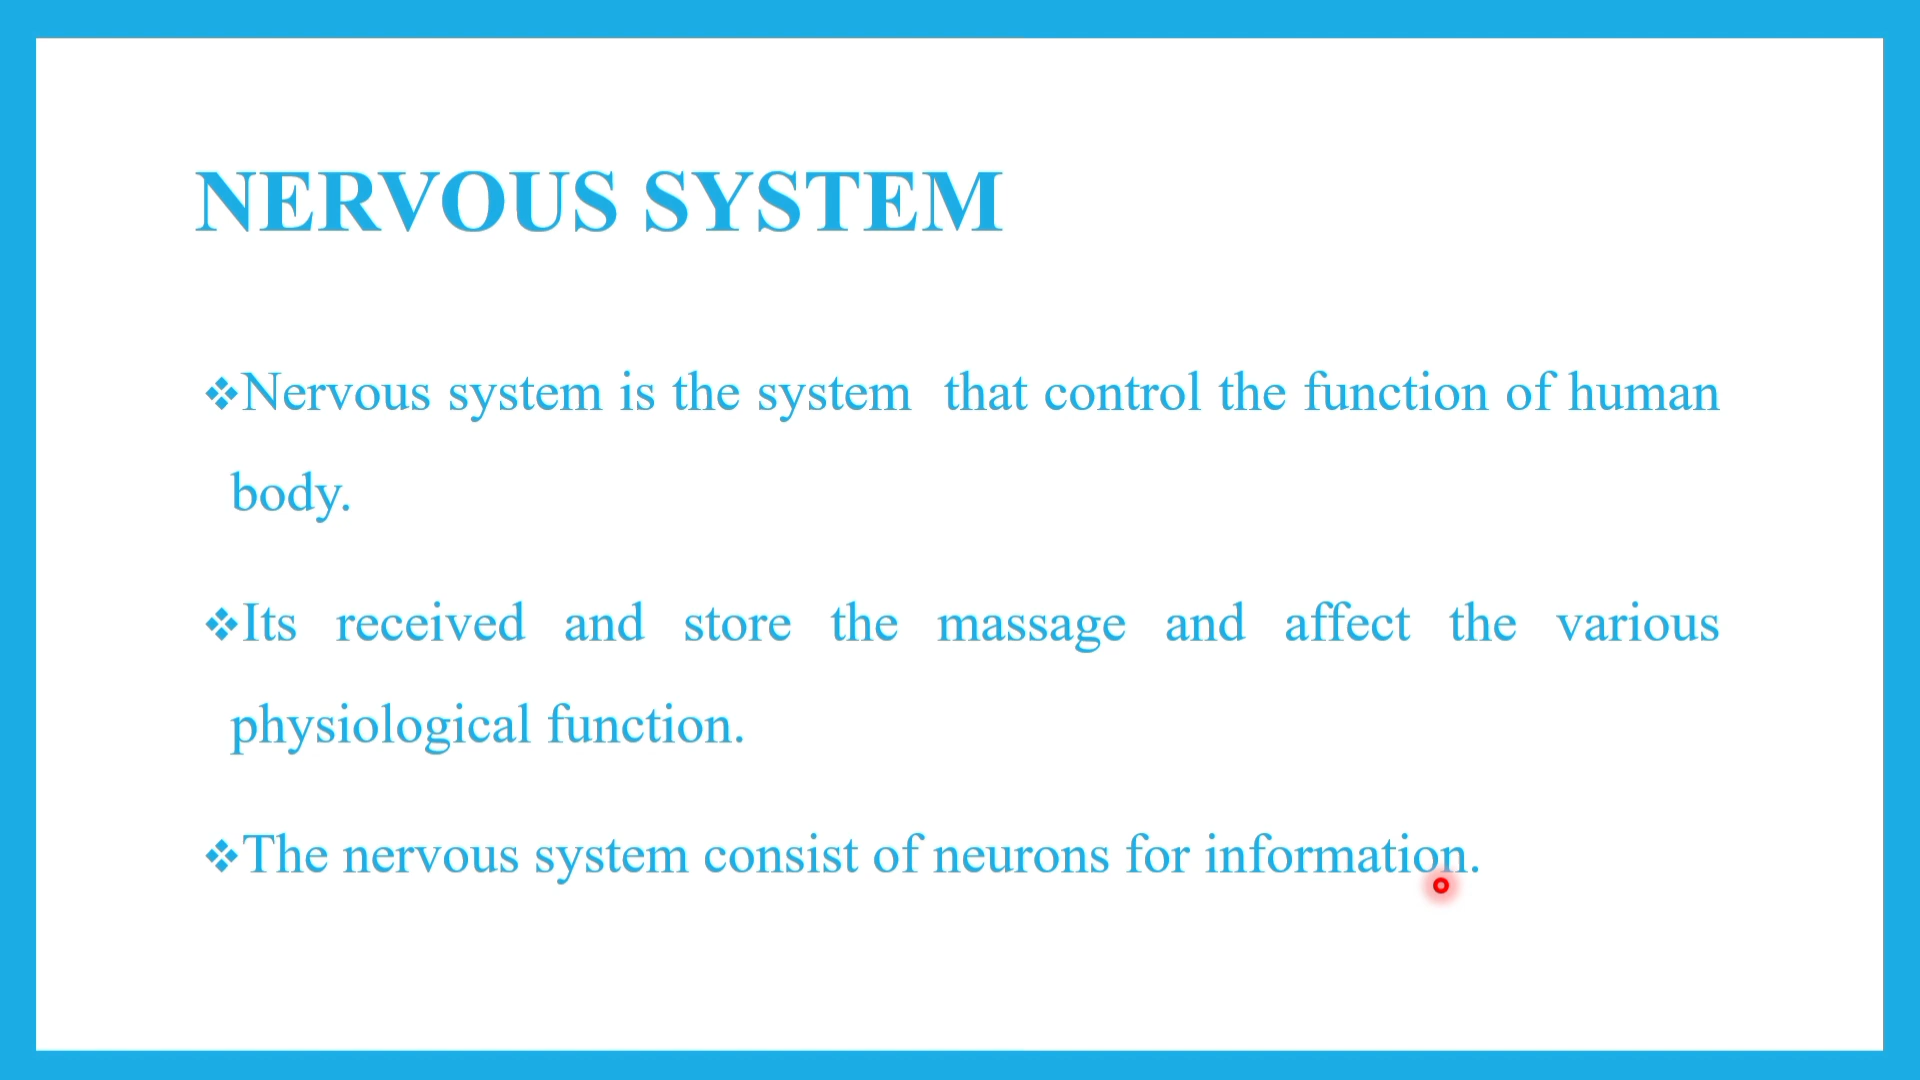 NERVOUS SYSTEM
❖Nervous system is the system that control the function of human
body.
❖Its received and store the massage and affect the various
physiological function.
❖The nervous system consist of neurons for information.